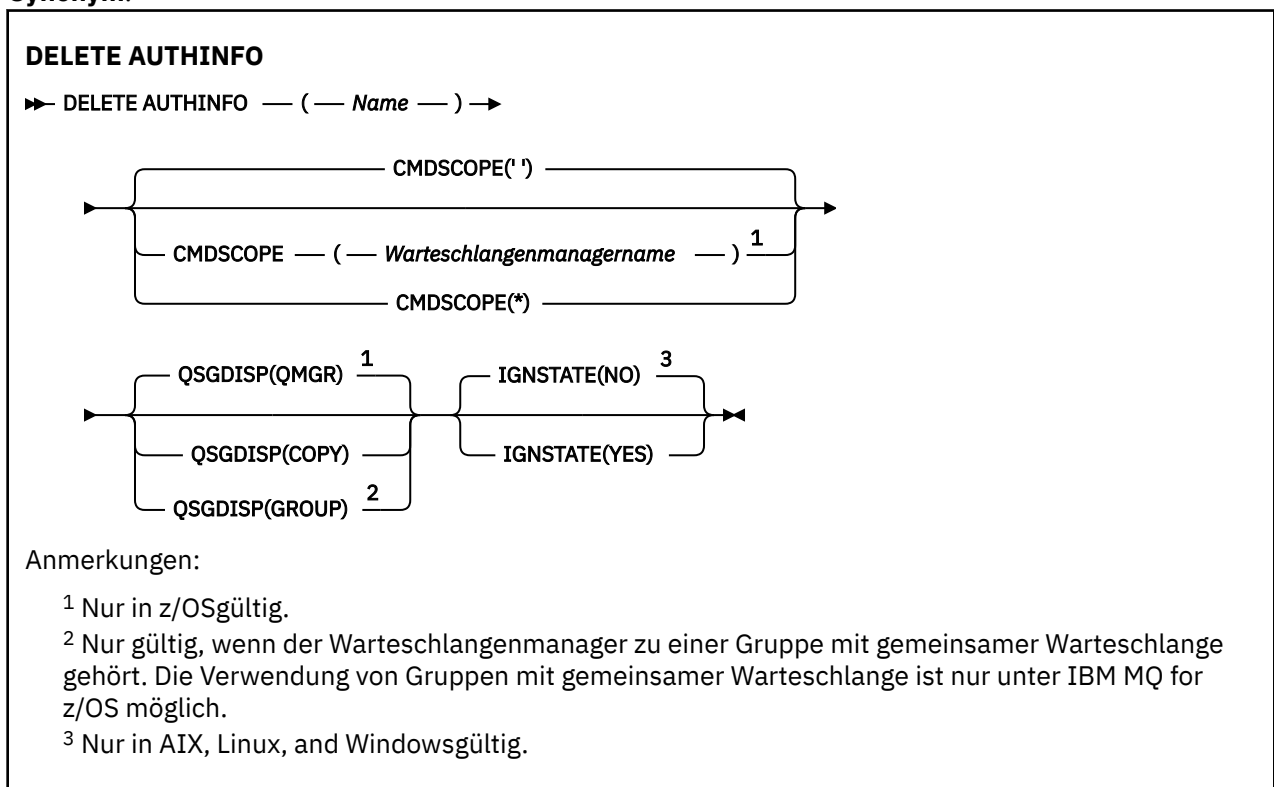 DELETE AUTHINFO
DELETE AUTHINFO ( Name )
CMDSCOPE(' ')
CMDSCOPE ( Warteschlangenmanagername ) 1
CMDSCOPE(*)
QSGDISP(QMGR) 1 IGNSTATE(NO) 3
QSGDISP(COPY) IGNSTATE(YES)
QSGDISP(GROUP) 2
Anmerkungen:
1 Nur in z/OSgültig.
2 Nur gültig, wenn der Warteschlangenmanager zu einer Gruppe mit gemeinsamer Warteschlange
gehört. Die Verwendung von Gruppen mit gemeinsamer Warteschlange ist nur unter IBM MQ for
z/OS möglich.
3 Nur in AIX, Linux, and Windowsgültig.